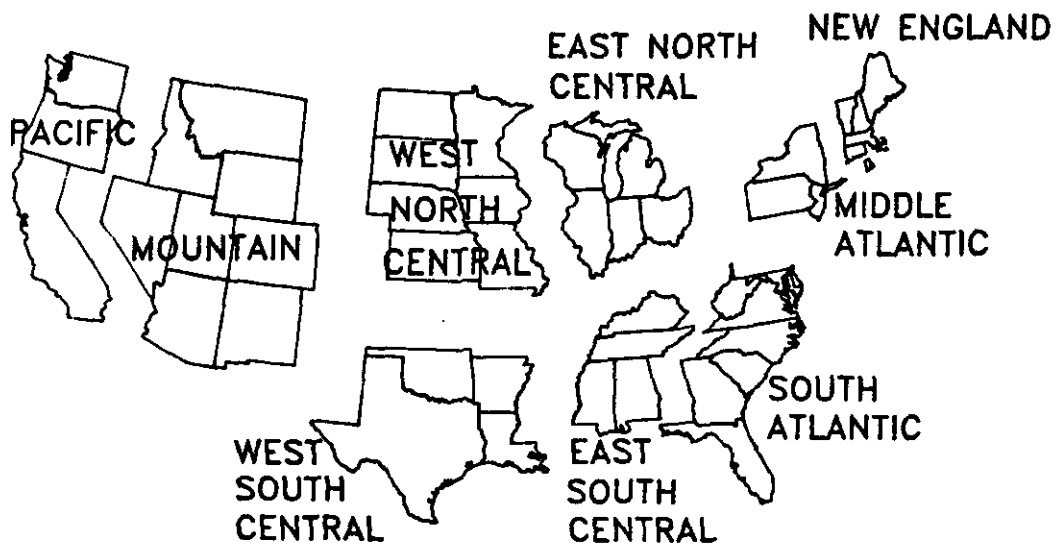 NEW ENGLAND
EAST NORTH
CENTRAL
PACIFIC
WEST
NORTH
CENTRAL
MOUNTAIN
MIDDLE
ATLANTIC
SOUTH
ATLANTIC
WEST
SOUTH
CENTRAL
EAST
SOUTH
CENTRAL